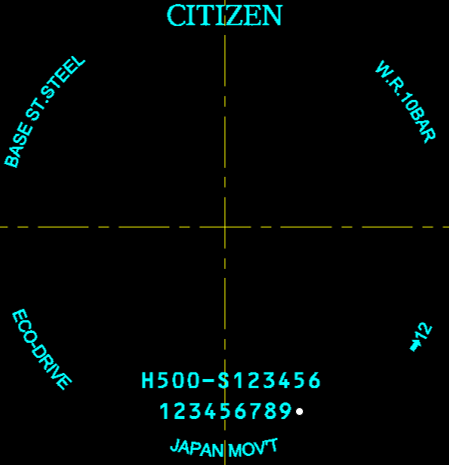 CITIZEN
BASE ST.STEEL
W.R.10BAR
ECO-DRIVE
➡12
H500-S123456
123456789●
JAPAN MOV'T